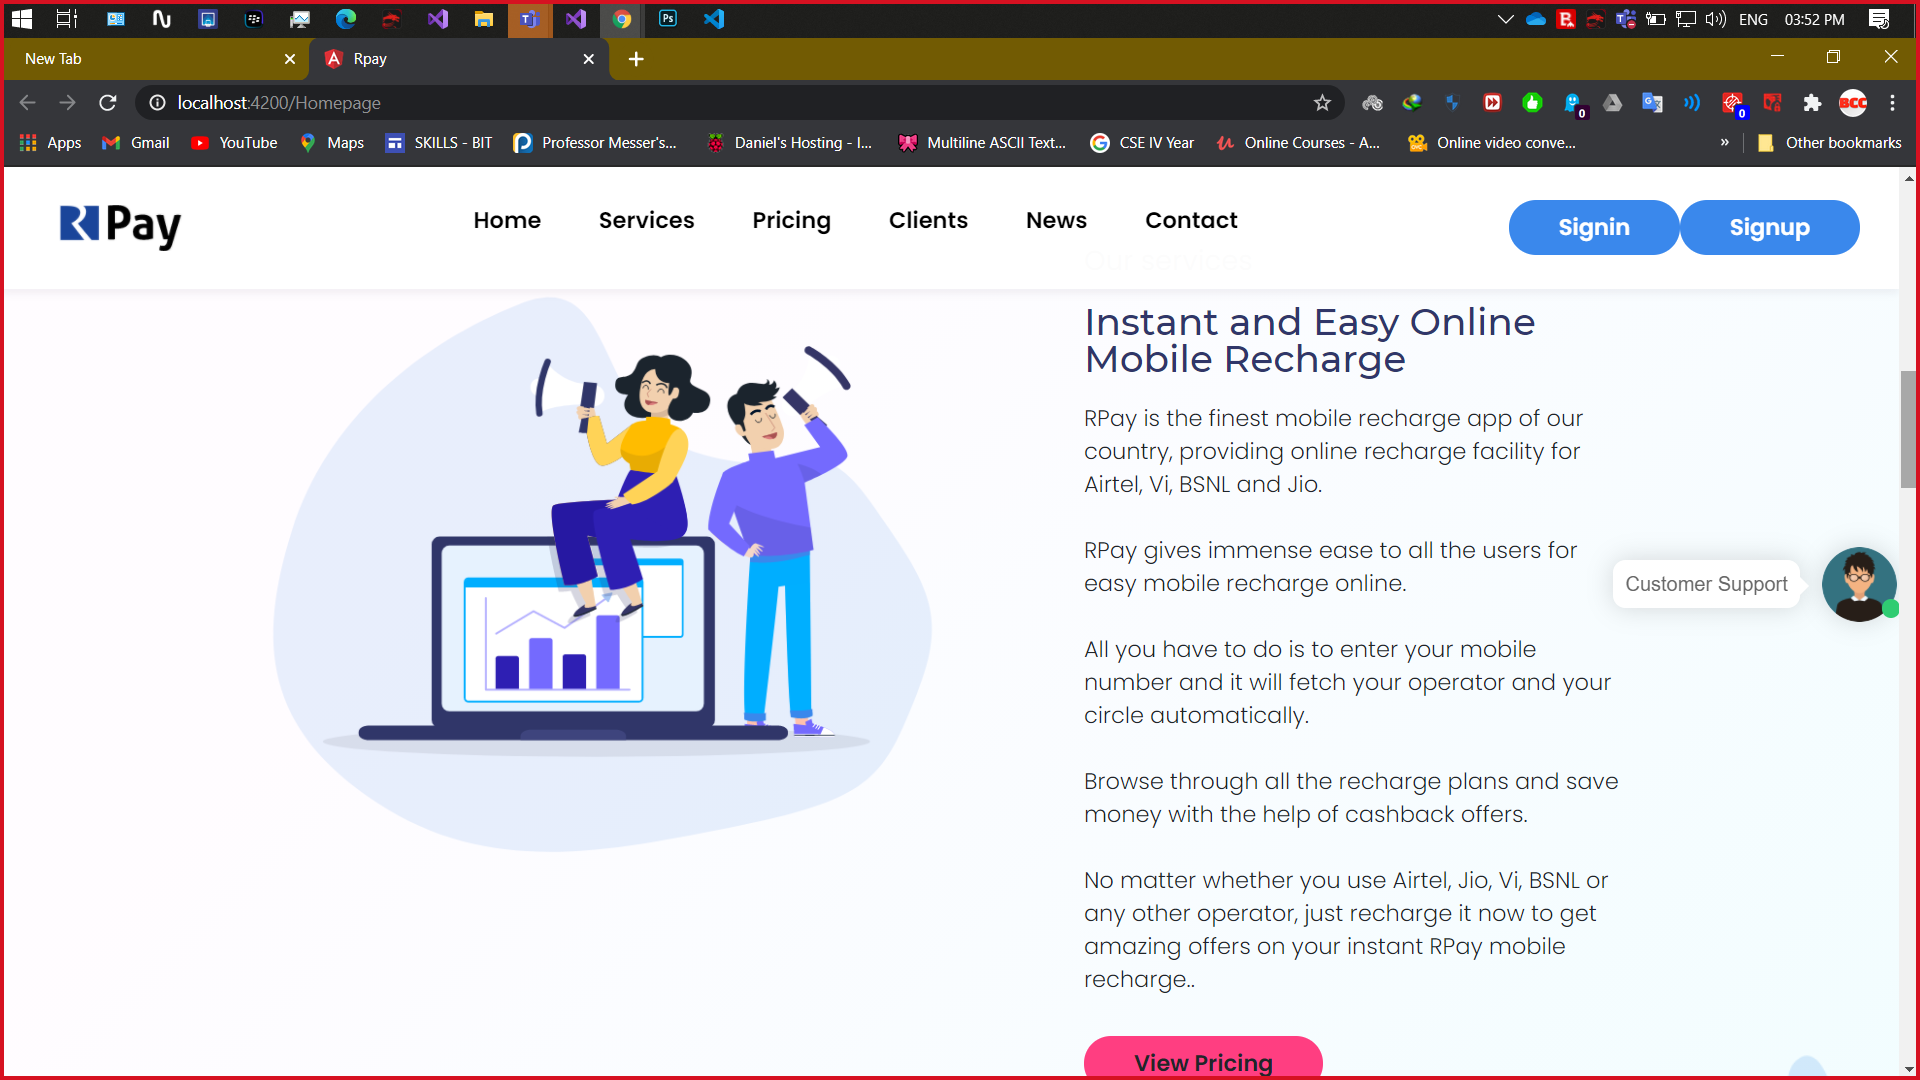 Ps
ENG
03:52 PM
New Tab
Rpay
localhost:4200/Homepage
0
0
BCC
Apps
Gmail
YouTube
Maps
SKILLS - BIT
Professor Messer's...
Daniel's Hosting - I...
Multiline ASCII Text...
CSE IV Year
Online Courses - A...
Online video conve...
»
Other bookmarks
R Pay
Home
Services
Pricing
Clients
News
Contact
Signin
Signup
Our services
Instant and Easy Online
Mobile Recharge
RPay is the finest mobile recharge app of our
country, providing online recharge facility for
Airtel, Vi, BSNL and Jio.
RPay gives immense ease to all the users for
easy mobile recharge online.
All you have to do is to enter your mobile
number and it will fetch your operator and your
circle automatically.
Browse through all the recharge plans and save
money with the help of cashback offers.
No matter whether you use Airtel, Jio, Vi, BSNL or
any other operator, just recharge it now to get
amazing offers on your instant RPay mobile
recharge..
View Pricing
Customer Support